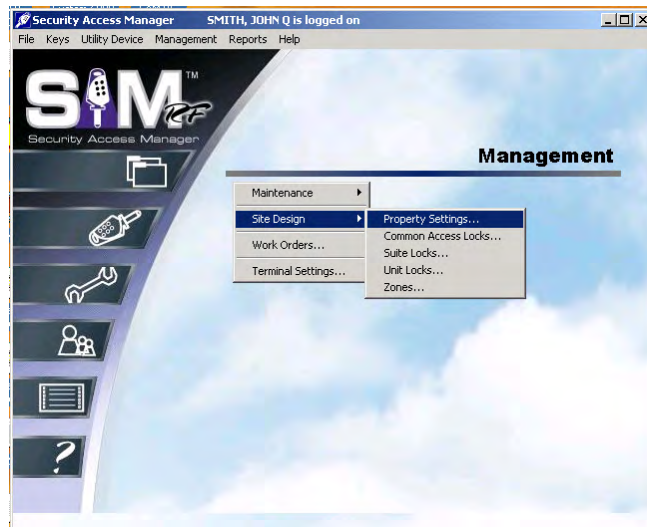 Security Access Manager SMITH, JOHN Q is logged on
File Keys Utility Device Management Reports Help
SAM TM
RF
Security Access Manager
Management
Maintenance
Site Design
Property Settings...
Common Access Locks...
Work Orders...
Suite Locks...
Terminal Settings...
Unit Locks...
Zones...
?